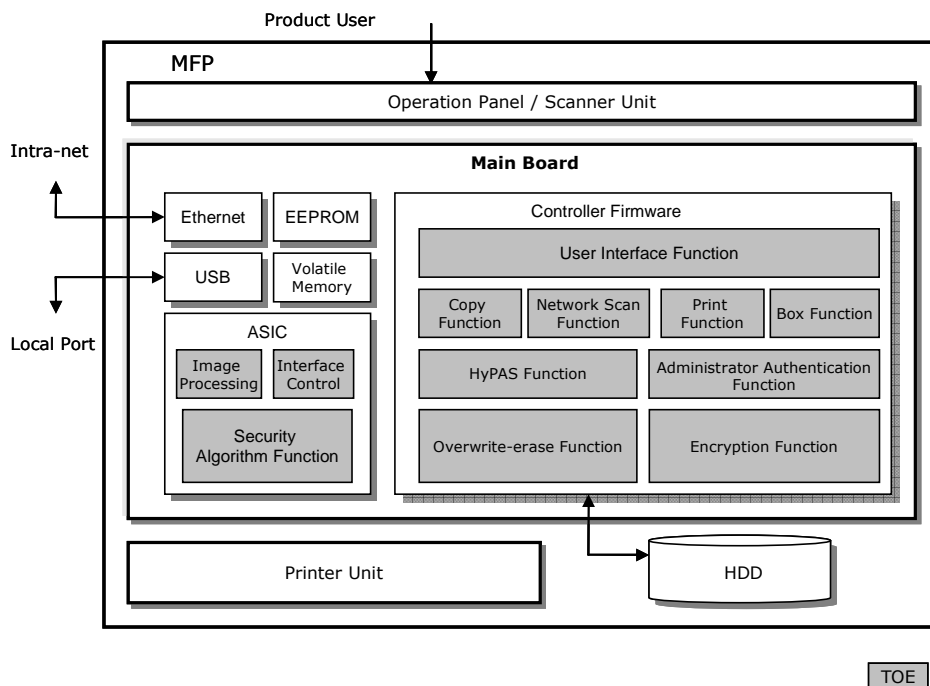 Product User
MFP
Operation Panel / Scanner Unit
Intra-net
Main Board
Ethernet
EEPROM
USB
Volatile
Memory
Local Port
ASIC
Image
Processing
Interface
Control
Security
Algorithm Function
Controller Firmware
User Interface Function
Copy
Function
Network Scan
Function
Print
Function
Box Function
HyPAS Function
Administrator Authentication
Function
Overwrite-erase Function
Encryption Function
Printer Unit
HDD
TOE